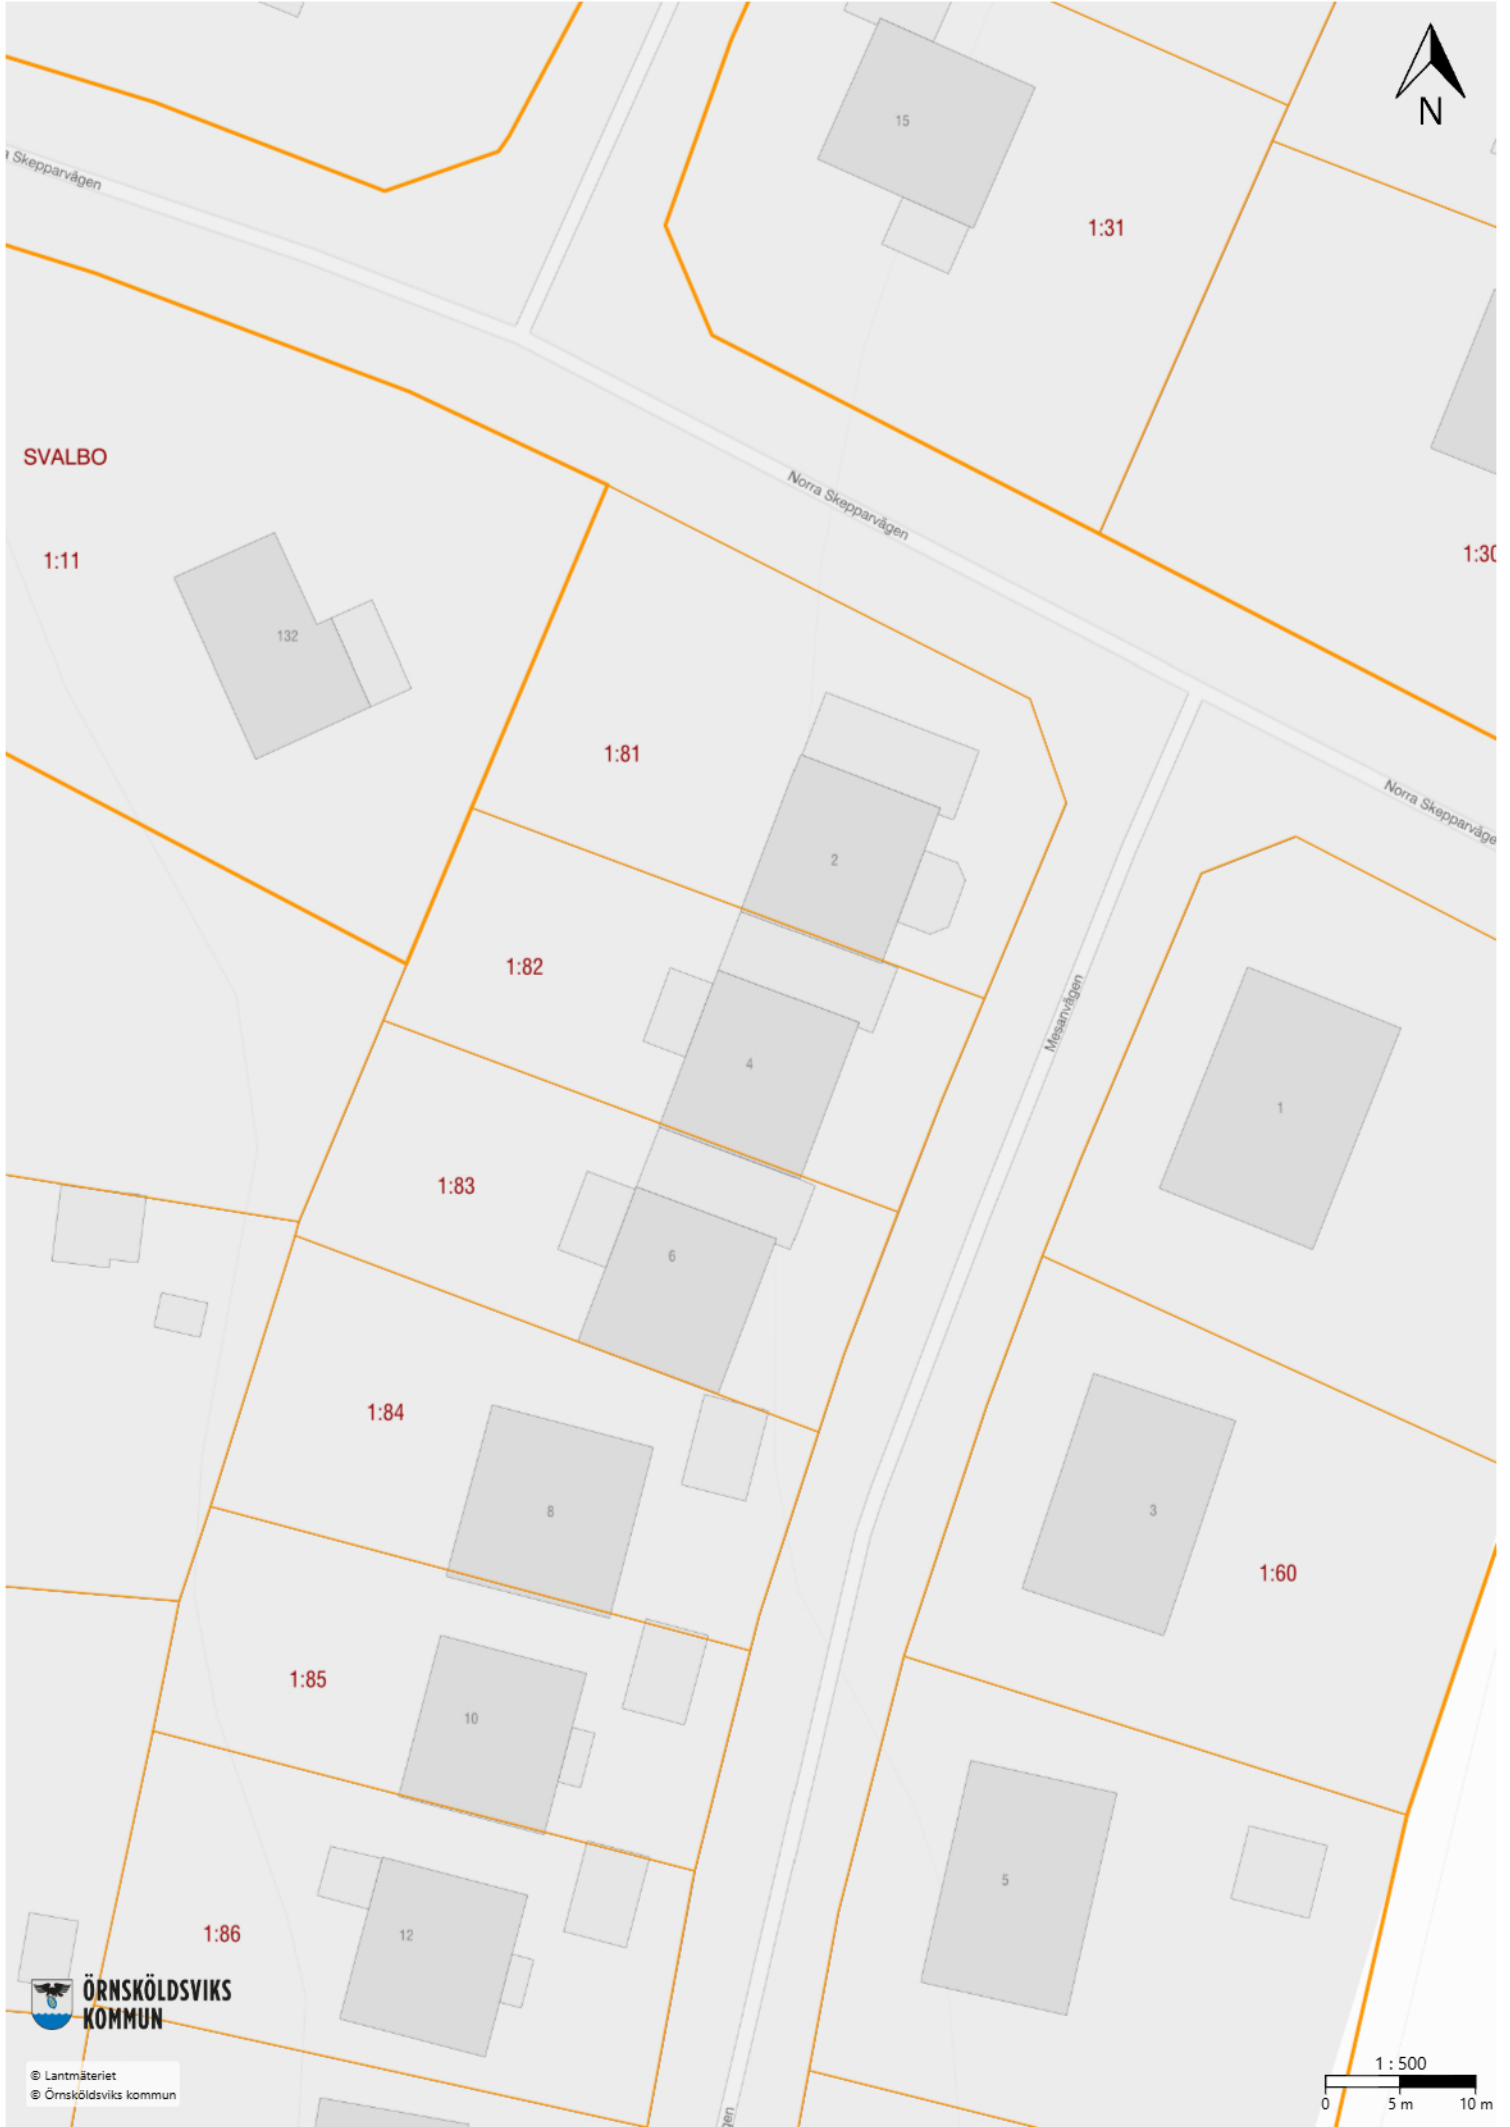 15
N
a Skepparvägen
1:31
SVALBO
Norra Skepparvägen
1:11
1:30
132
1:81
Norra Skepparväge
2
1:82
Mesanvägen
4
1
1:83
6
1:84
8
3
1:60
1:85
10
5
1:86
12
ÖRNSKÖLDSVIKS
KOMMUN
© Lantmäteriet
© Örnsköldsviks kommun
1 : 500
0 5 m 10 m
gen